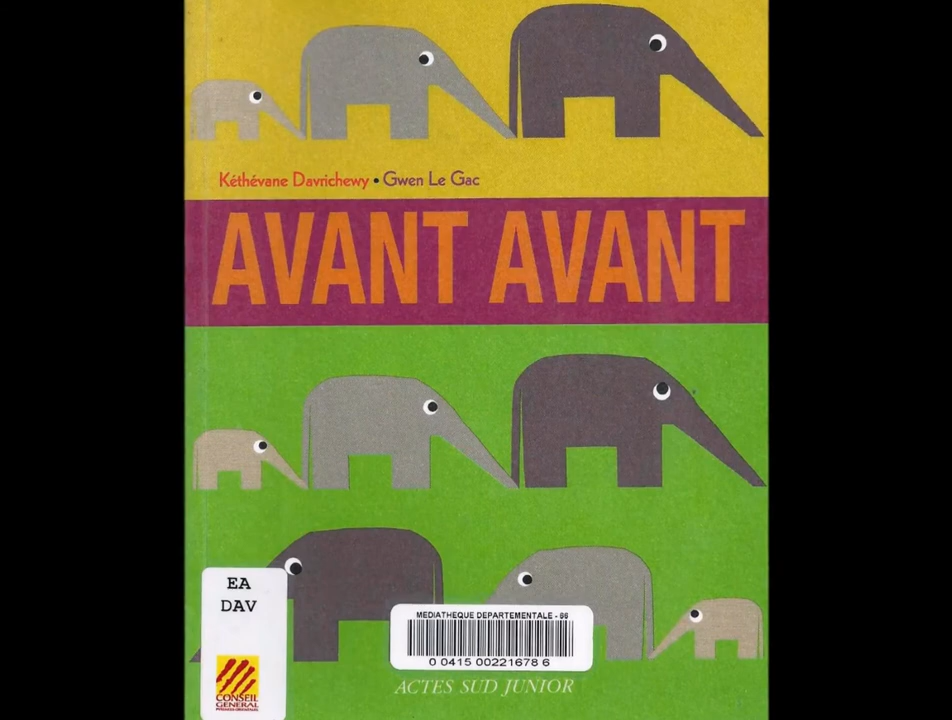 Kéthévane Davrichewy • Gwen Le Gac
AVANT AVANT
EA
DAV
CONSEIL
GENERAL
MEDIATHEQUE DEPARTEMENTALE - 66
0 0415 00221678 6
ACTES SUD JUNIOR